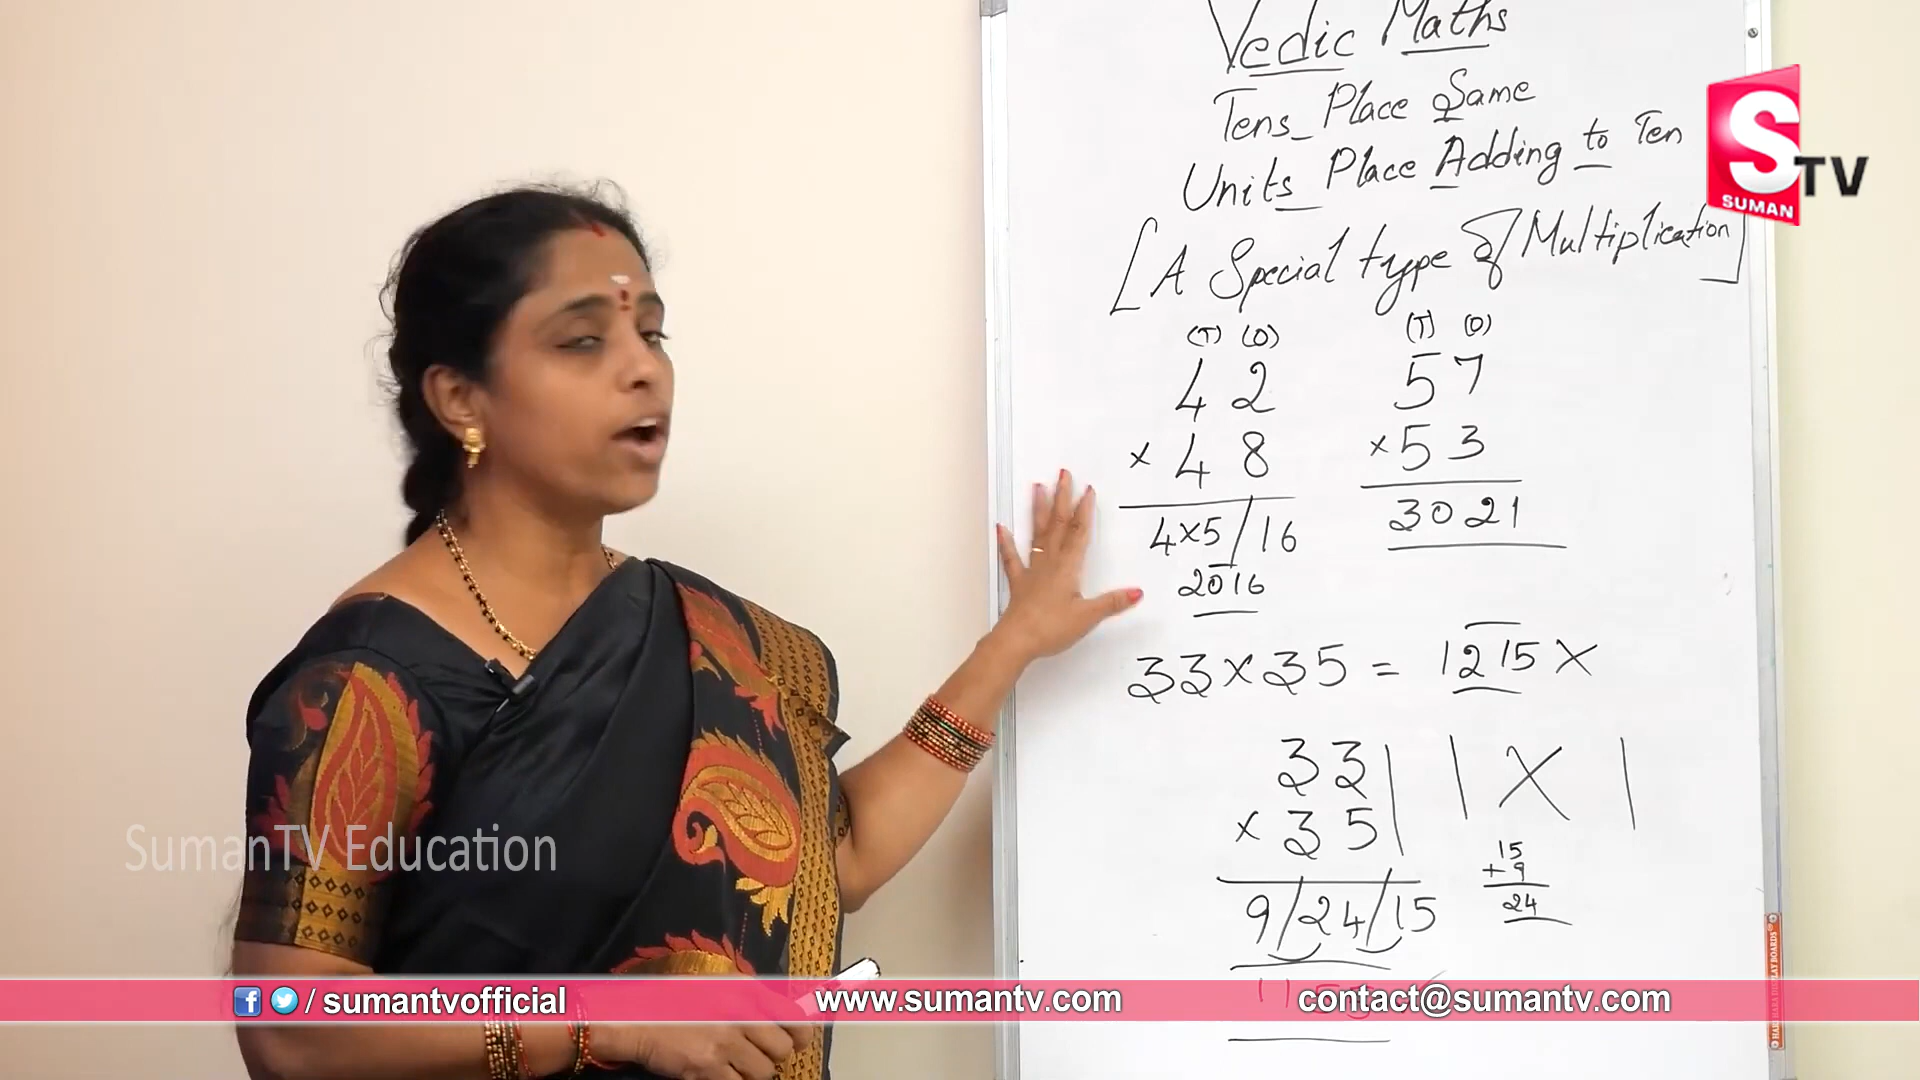 Vedic Maths
Tens Place Same
Units Place Adding to Ten
[A Special type of Multiplication]
(T) (O)
42
× 48
4×5/16
2016
(T) (O)
57
×53
3021
33×35 = 1215 ×
33
× 35
9/24/15
1155
| × |
15
+ 9
24
S TV
SUMAN
SumanTV Education
/ sumantvofficial
www.sumantv.com
contact@sumantv.com